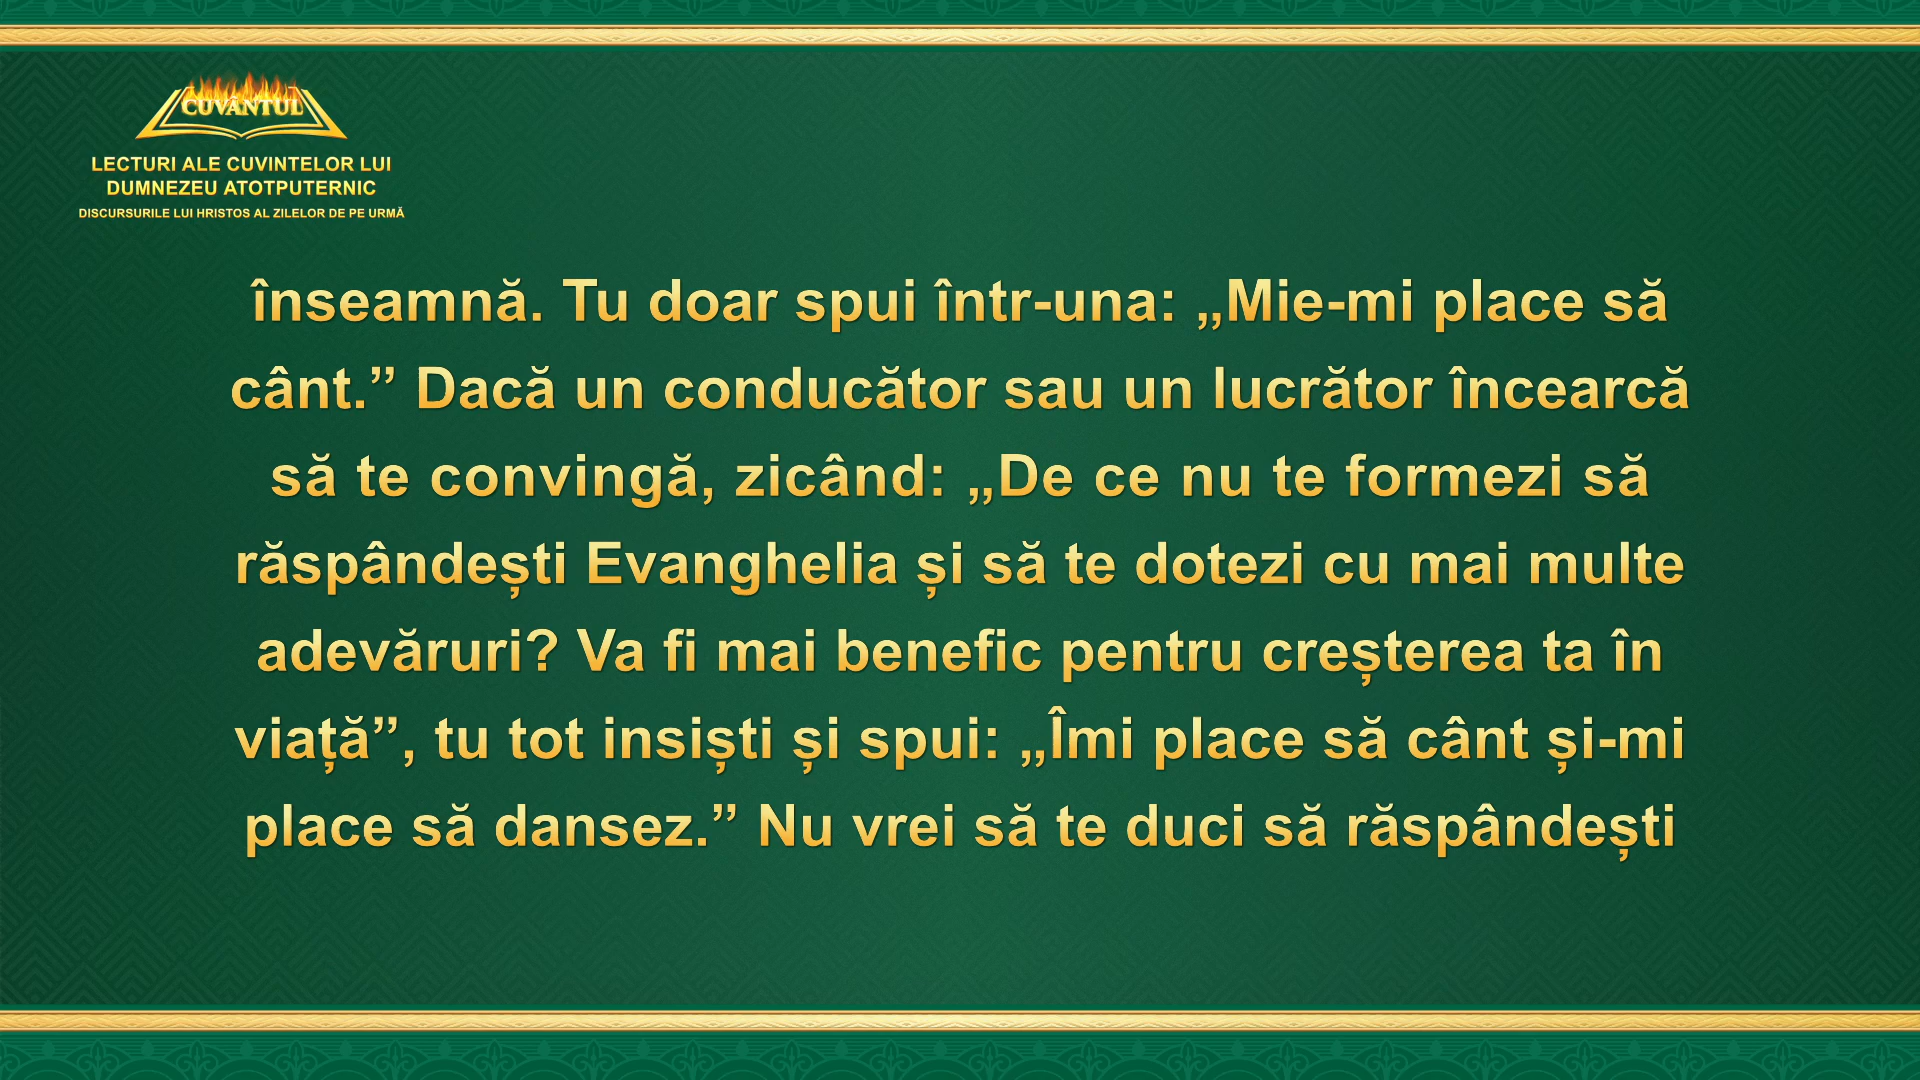 CUVÂNTUL
LECTURI ALE CUVINTELOR LUI
DUMNEZEU ATOTPUTERNIC
DISCURSURILE LUI HRISTOS AL ZILELOR DE PE URMĂ
înseamnă. Tu doar spui într-una: „Mie-mi place să
cânt.” Dacă un conducător sau un lucrător încearcă
să te convingă, zicând: „De ce nu te formezi să
răspândești Evanghelia și să te dotezi cu mai multe
adevăruri? Va fi mai benefic pentru creșterea ta în
viață”, tu tot insiști și spui: „Îmi place să cânt și-mi
place să dansez.” Nu vrei să te duci să răspândești